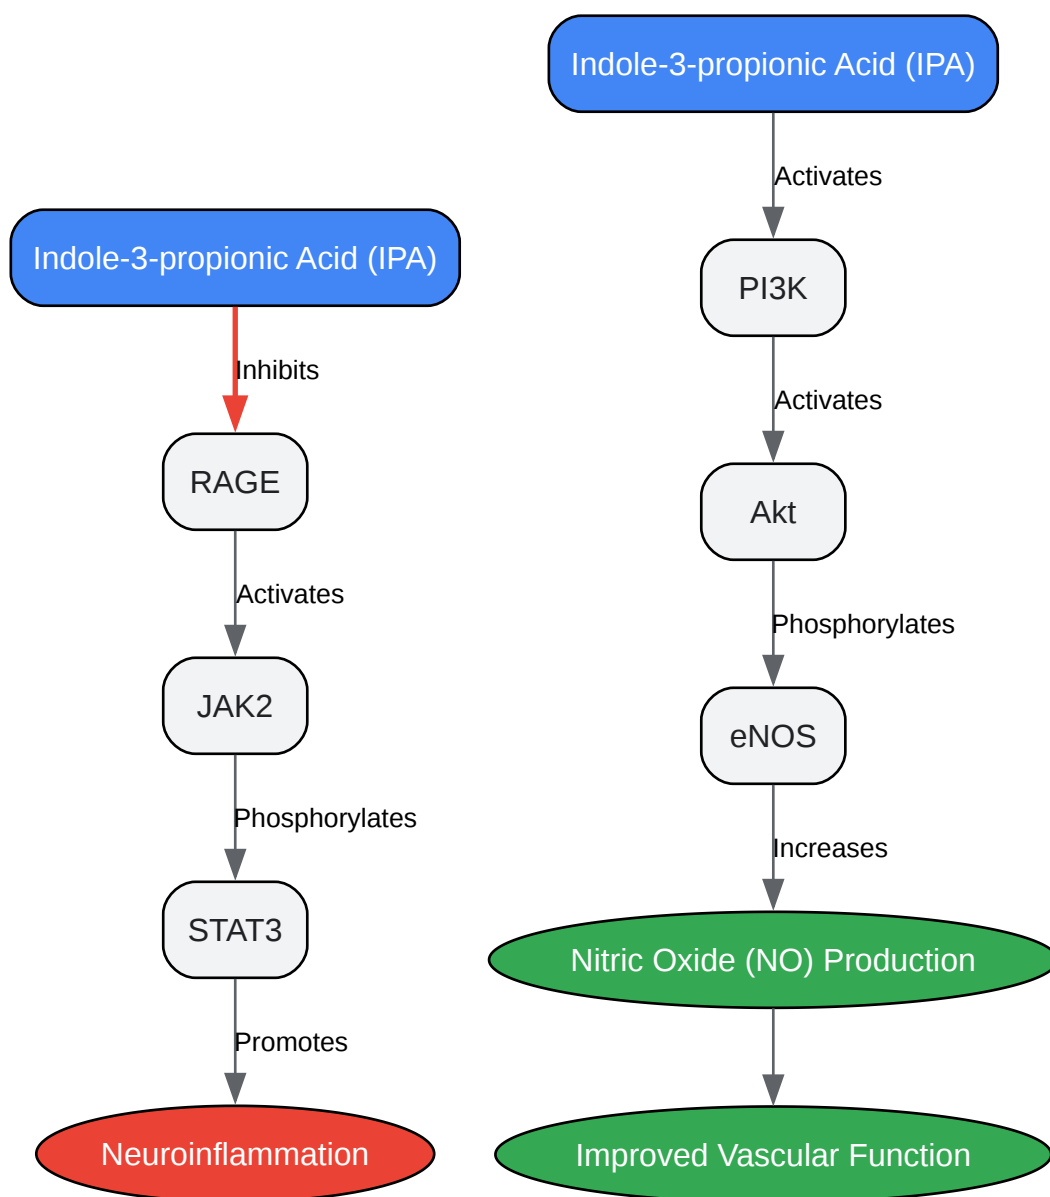 Indole-3-propionic Acid (IPA)
Inhibits
RAGE
Activates
JAK2
Phosphorylates
STAT3
Promotes
Neuroinflammation
Indole-3-propionic Acid (IPA)
Activates
PI3K
Activates
Akt
Phosphorylates
eNOS
Increases
Nitric Oxide (NO) Production
Improved Vascular Function